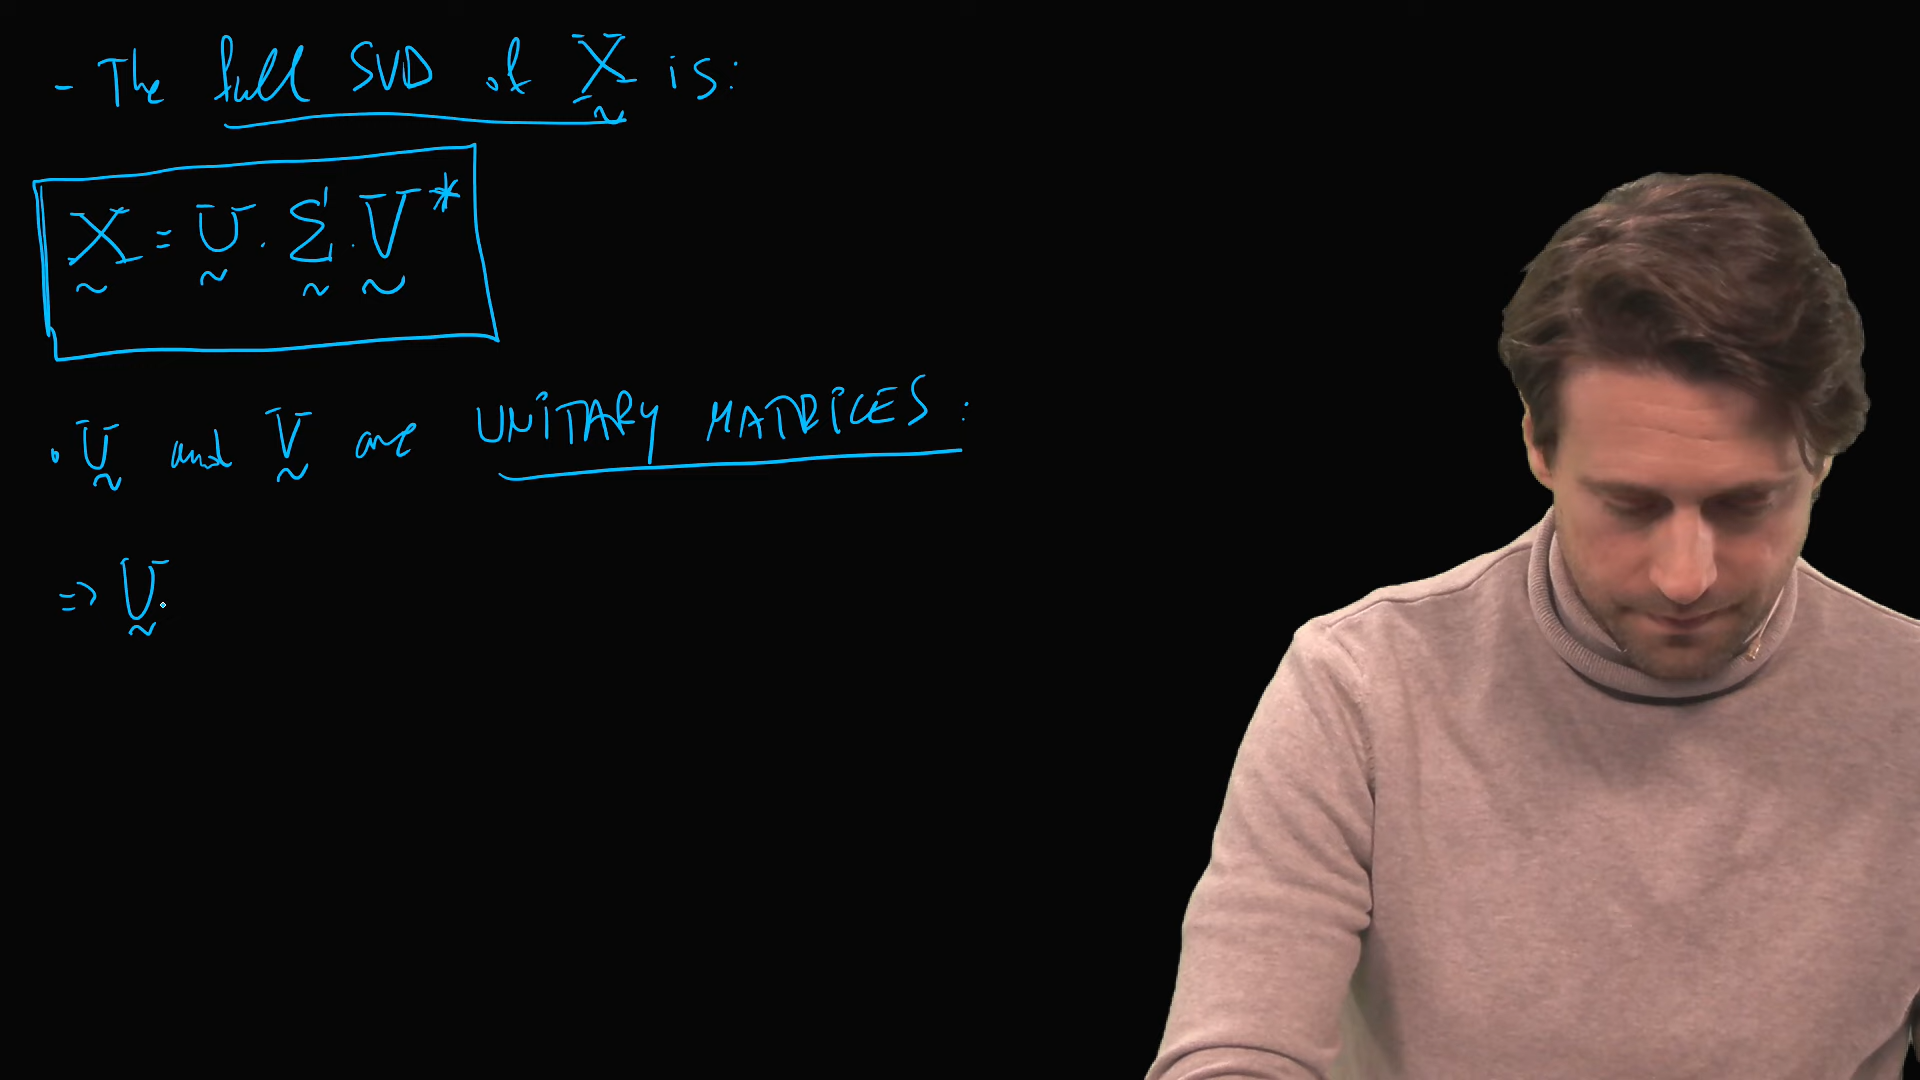 - The full SVD of X is:
X = U · Σ · V*
• U and V are UNITARY MATRICES:
=> U·